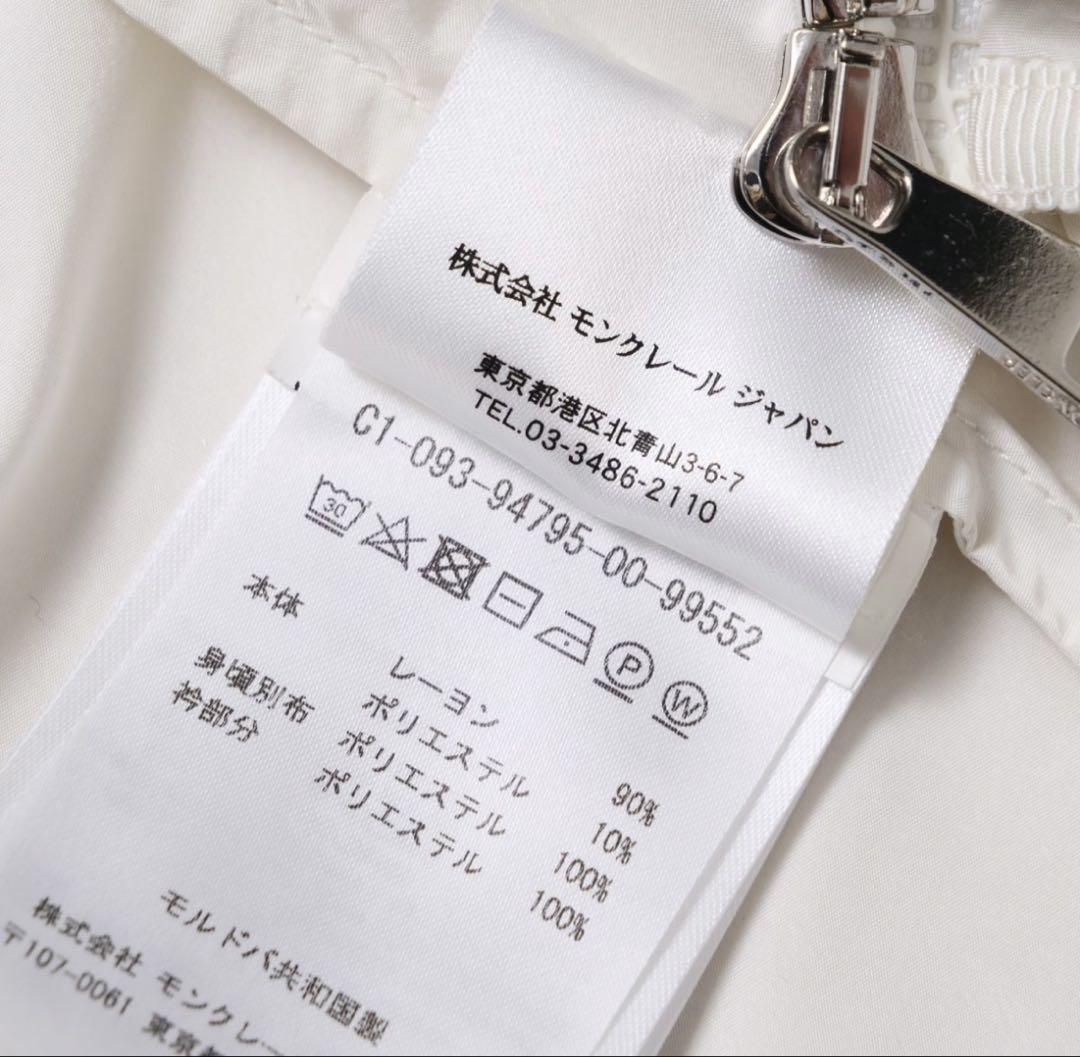 株式会社 モンクレール ジャパン
東京都港区北青山3-6-7
TEL.03-3486-2110
C1-093-94795-00-99552
30
P
W
本体 レーヨン 90%
ポリエステル 10%
身頃別布 ポリエステル 100%
衿部分 ポリエステル 100%
モルドバ共和国製
株式会社 モンクレー
〒107-0061 東京